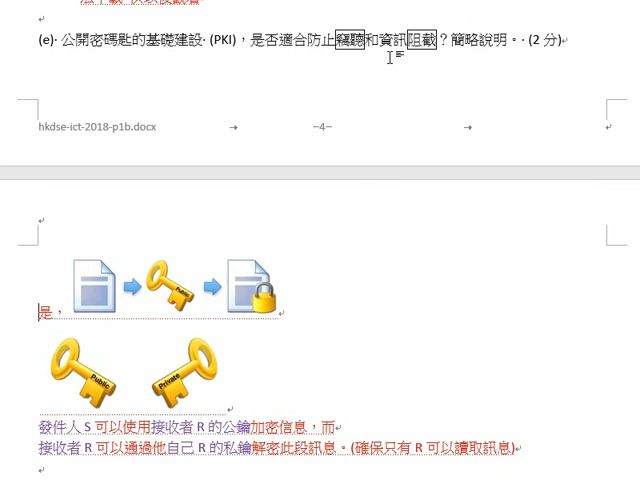 (e)· 公開密碼匙的基礎建設· (PKI)，是否適合防止竊聽和資訊阻截？簡略說明。· (2 分)
hkdse-ict-2018-p1b.docx → –4– →
是，
Public
Public Private
發件人 S 可以使用接收者 R 的公鑰加密信息，而
接收者 R 可以通過他自己 R 的私鑰解密此段訊息。(確保只有 R 可以讀取訊息)